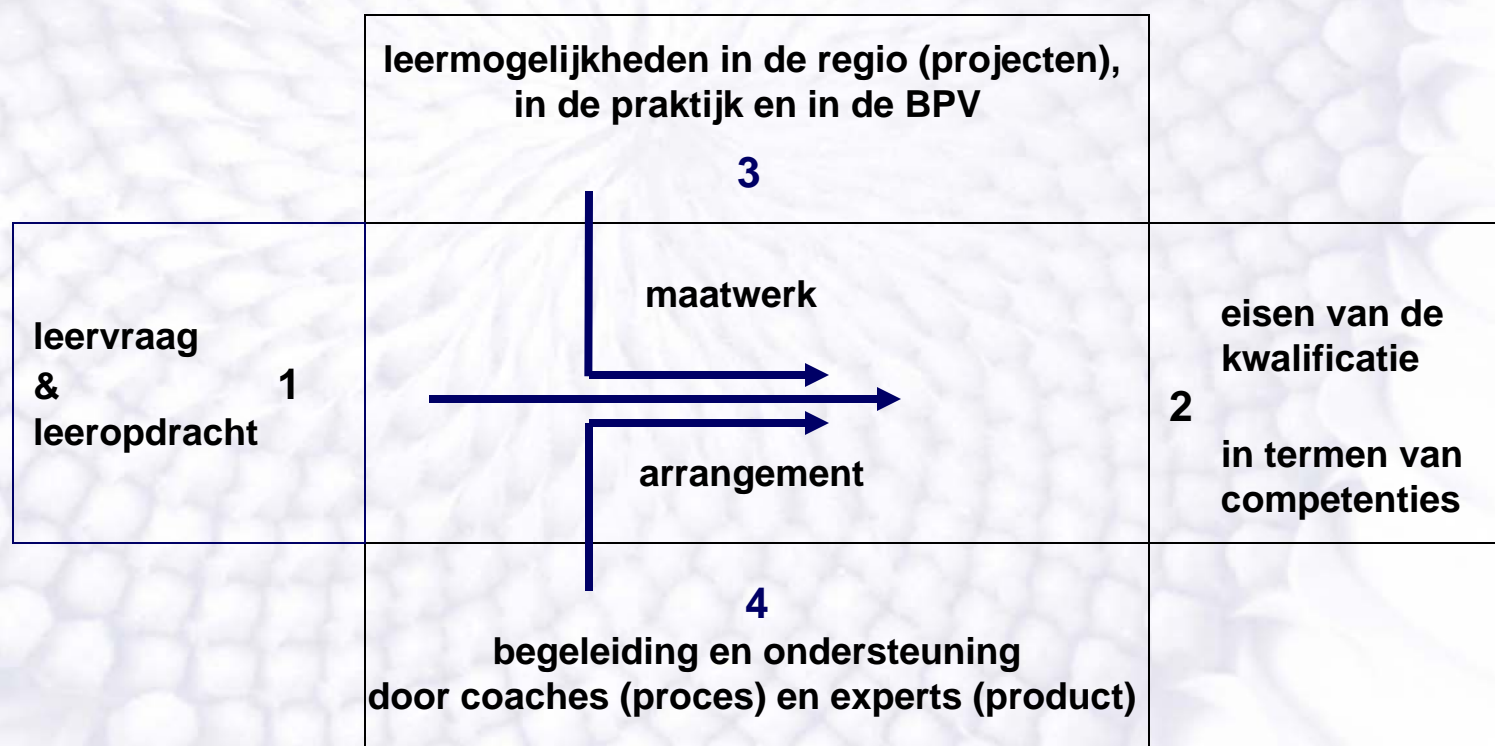 leermogelijkheden in de regio (projecten),
in de praktijk en in de BPV
3
maatwerk
leervraag
& 1
leeropdracht
eisen van de
kwalificatie
2
in termen van
competenties
arrangement
4
begeleiding en ondersteuning
door coaches (proces) en experts (product)